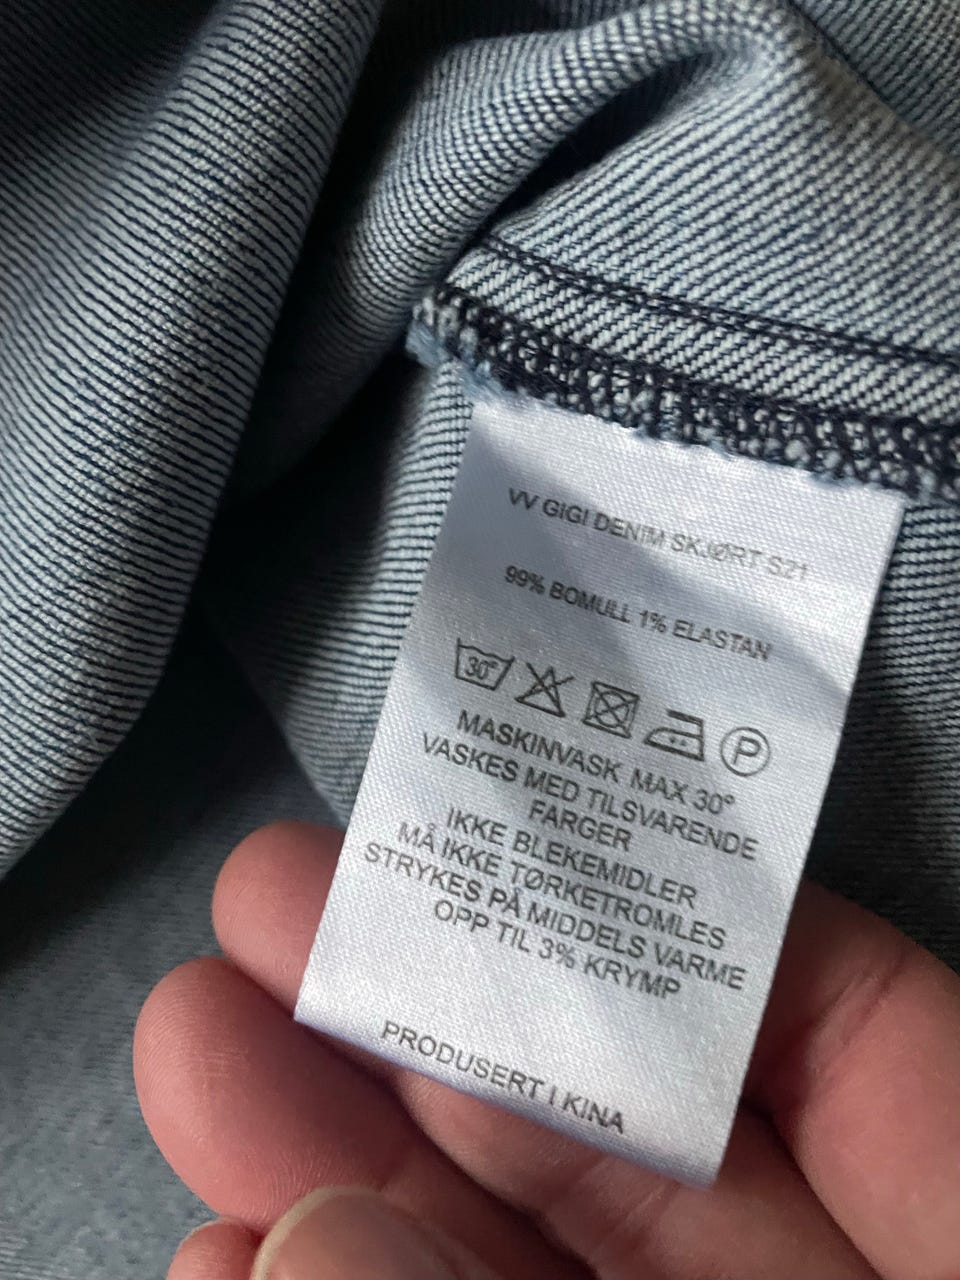 VV GIGI DENIM SKJØRT S21
99% BOMULL 1% ELASTAN
30° P
MASKINVASK MAX 30°
VASKES MED TILSVARENDE
FARGER
IKKE BLEKEMIDLER
MÅ IKKE TØRKETROMLES
STRYKES PÅ MIDDELS VARME
OPP TIL 3% KRYMP
PRODUSERT I KINA